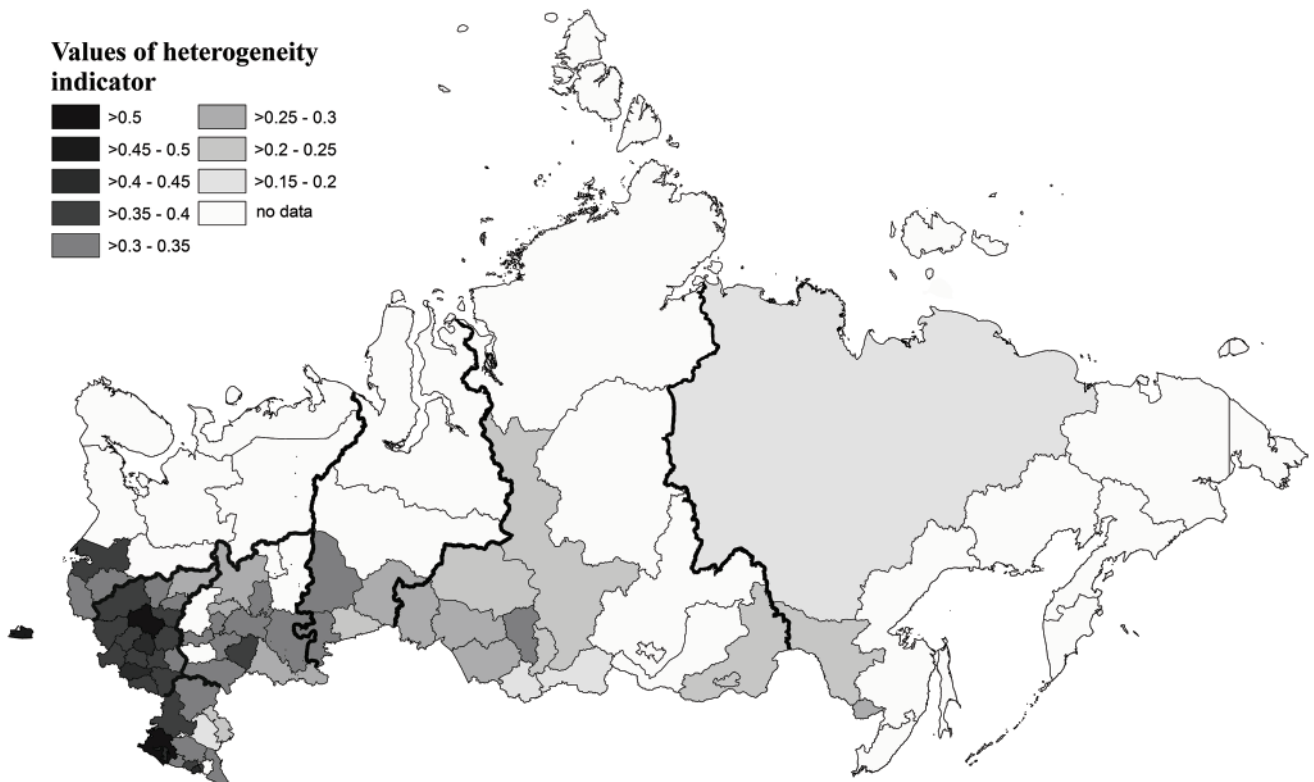 Values of heterogeneity
indicator
>0.5
>0.45 - 0.5
>0.4 - 0.45
>0.35 - 0.4
>0.3 - 0.35
>0.25 - 0.3
>0.2 - 0.25
>0.15 - 0.2
no data